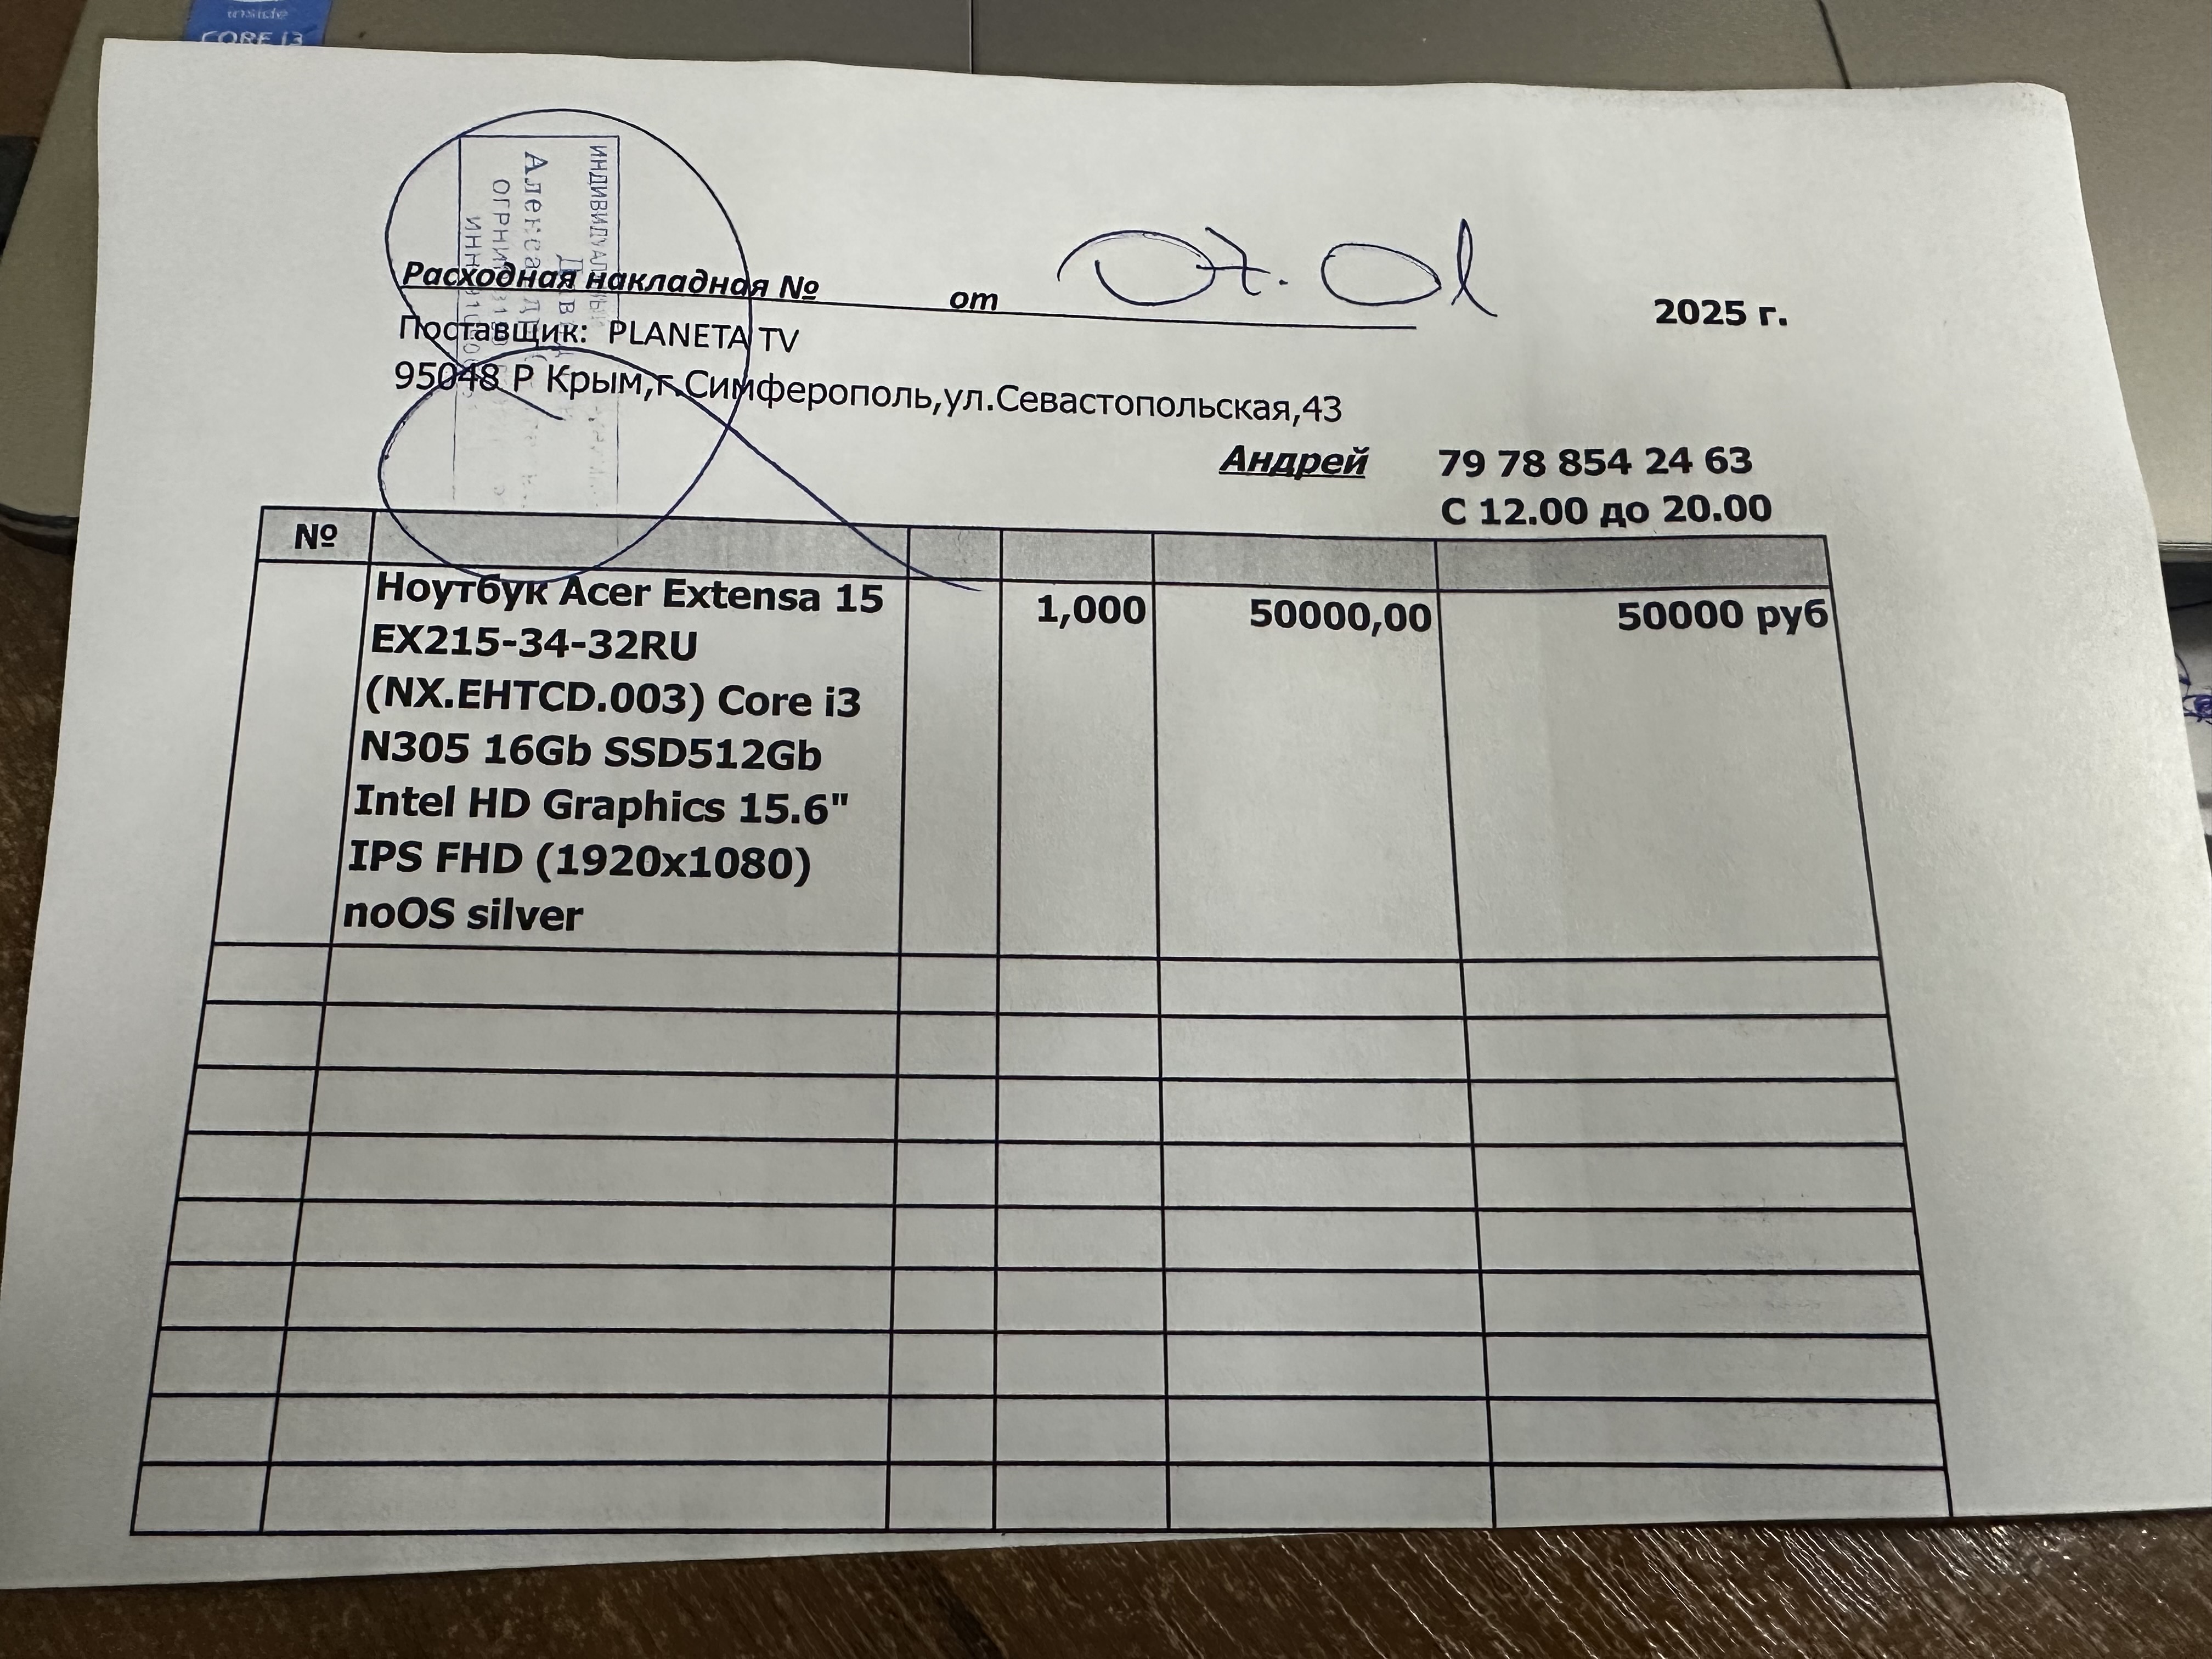 inside
CORE i3
ИНДИВИДУАЛЬНЫЙ
ОГРНИП
ИНН
Расходная накладная № от 07.01 2025 г.
Поставщик: PLANETA TV
95048 Р Крым,г.Симферополь,ул.Севастопольская,43
Андрей 79 78 854 24 63
С 12.00 до 20.00
№
Ноутбук Acer Extensa 15 1,000 50000,00 50000 руб
EX215-34-32RU
(NX.EHTCD.003) Core i3
N305 16Gb SSD512Gb
Intel HD Graphics 15.6"
IPS FHD (1920x1080)
noOS silver